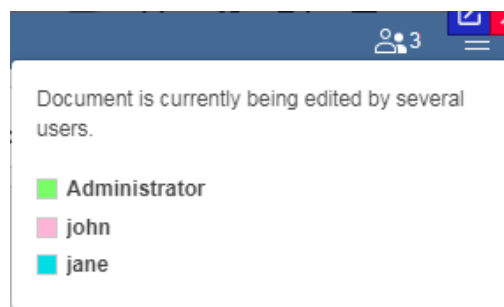 3
Document is currently being edited by several
users.
Administrator
john
jane